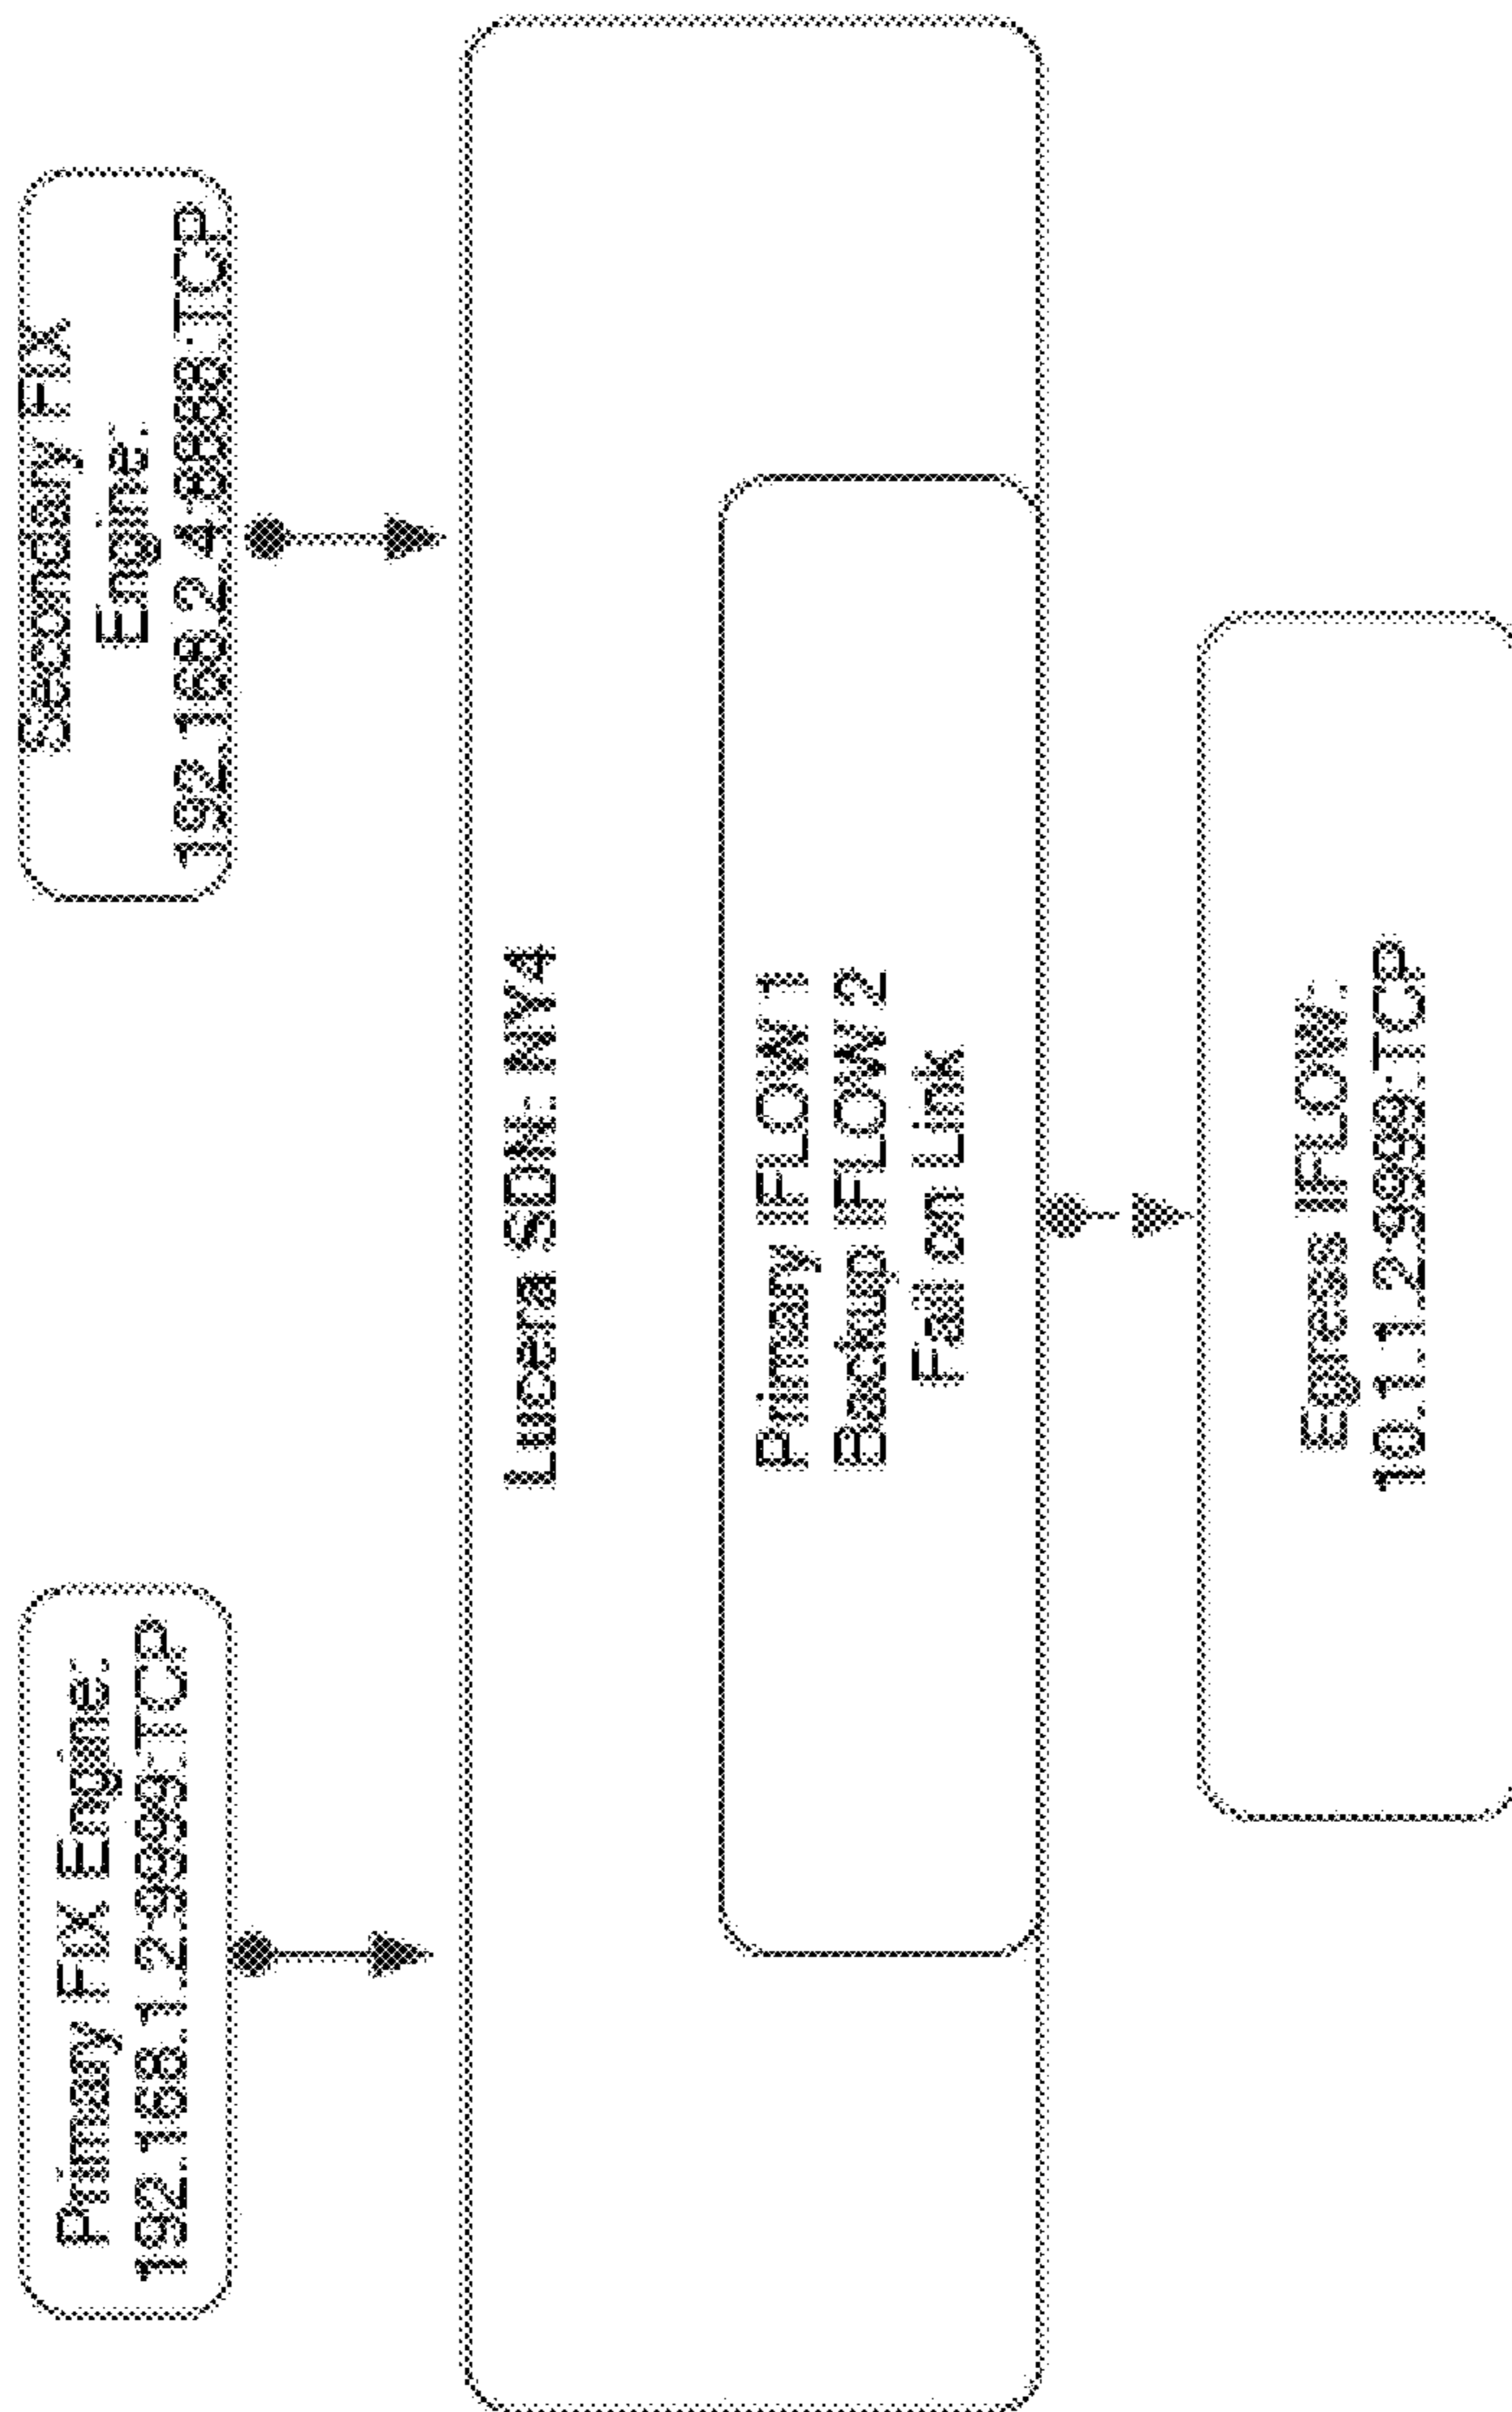 Primary FIX Engine:
192.168.1.2:9999:TCP
Secondary FIX
Engine:
192.168.2.4:8888:TCP
Lucera SDN: NY4
Primary IFLOW 1
Backup IFLOW 2
Fail on Link
Egress IFLOW:
10.1.1.2:9999:TCP